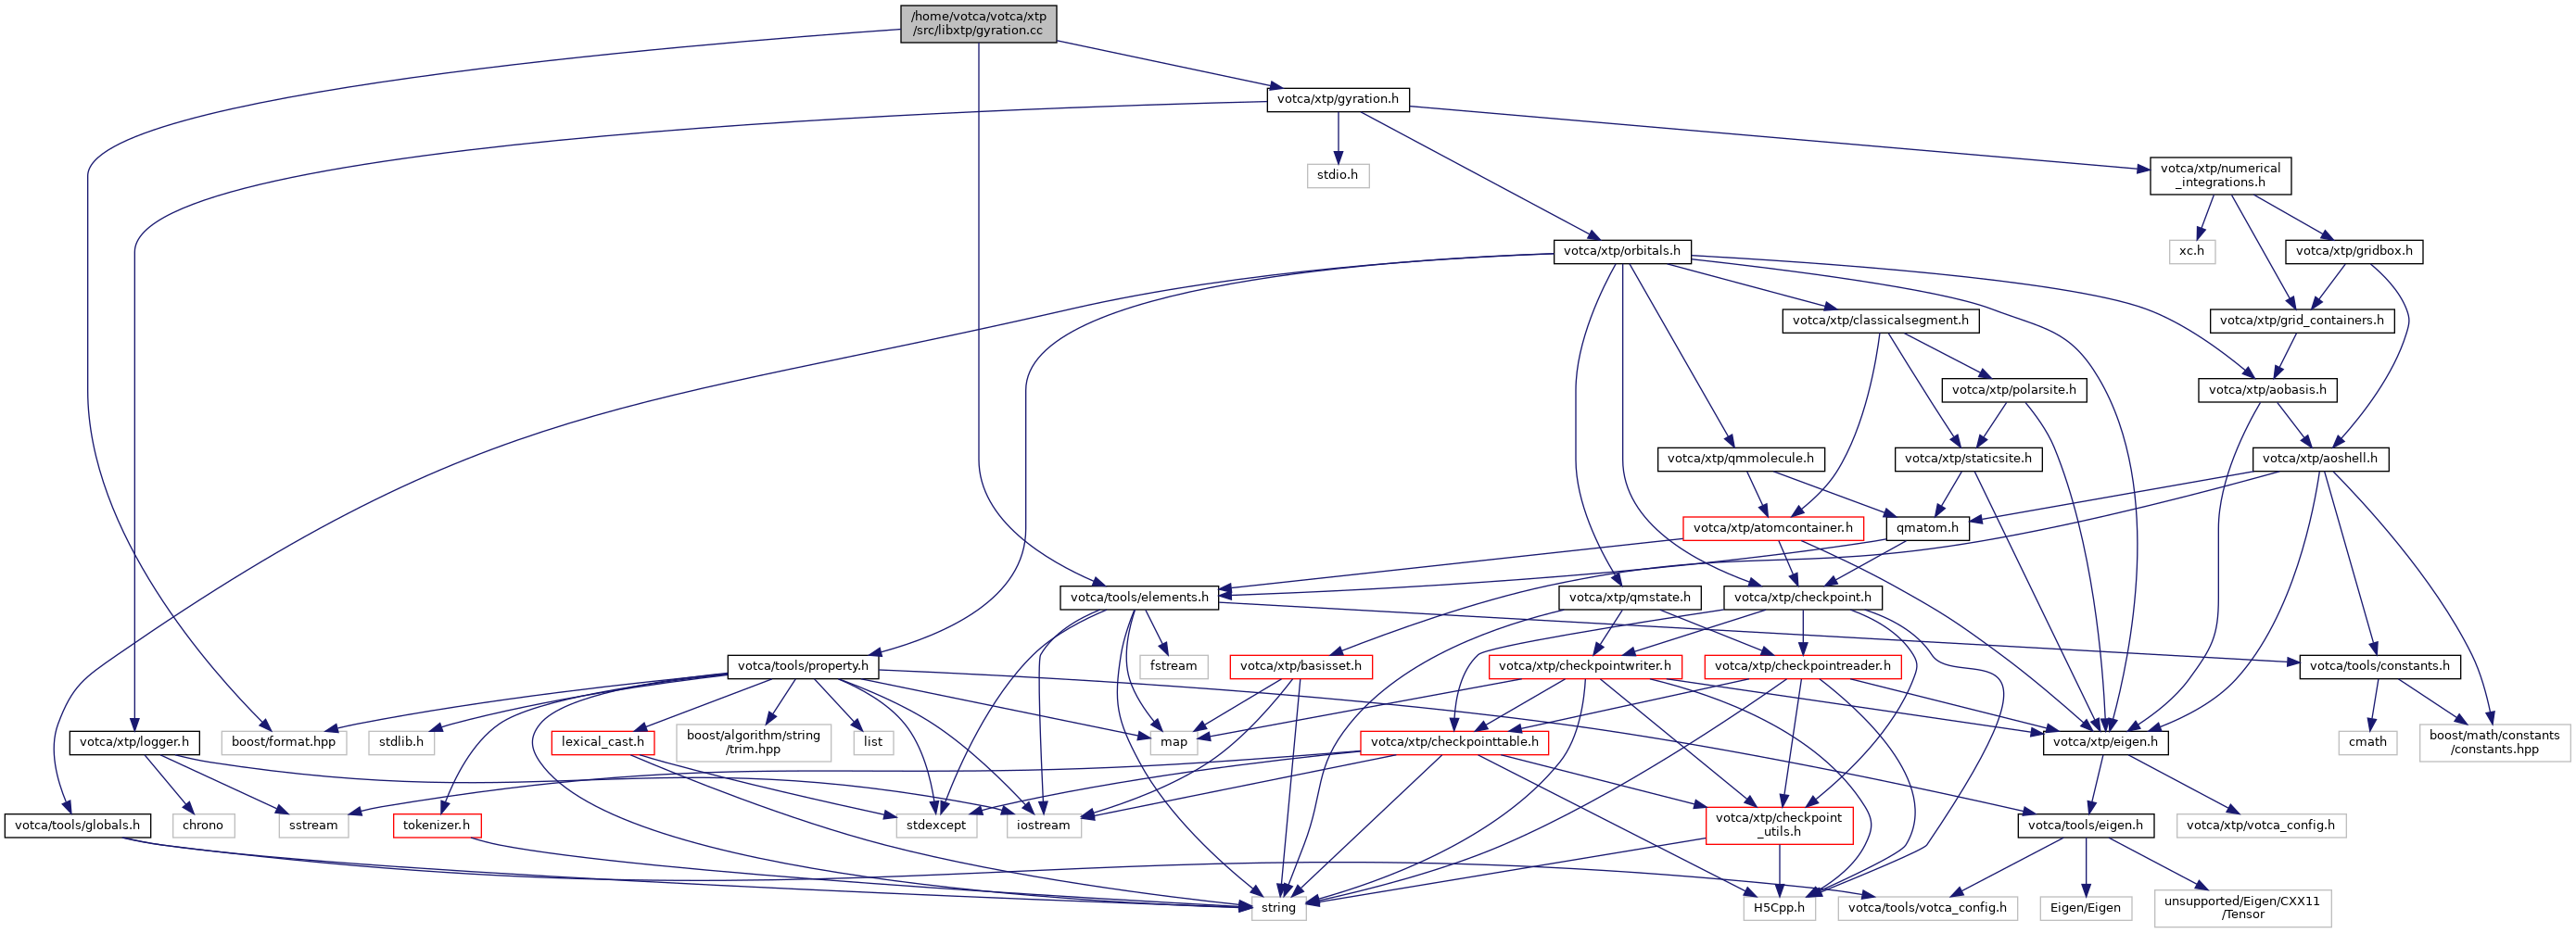 /home/votca/votca/xtp
/src/libxtp/gyration.cc
votca/xtp/gyration.h
stdio.h
votca/xtp/numerical
_integrations.h
votca/xtp/orbitals.h
xc.h
votca/xtp/gridbox.h
votca/xtp/classicalsegment.h
votca/xtp/grid_containers.h
votca/xtp/polarsite.h
votca/xtp/aobasis.h
votca/xtp/qmmolecule.h
votca/xtp/staticsite.h
votca/xtp/aoshell.h
votca/xtp/atomcontainer.h
qmatom.h
votca/tools/elements.h
votca/xtp/qmstate.h
votca/xtp/checkpoint.h
votca/tools/property.h
fstream
votca/xtp/basisset.h
votca/xtp/checkpointwriter.h
votca/xtp/checkpointreader.h
votca/tools/constants.h
votca/xtp/logger.h
boost/format.hpp
stdlib.h
lexical_cast.h
boost/algorithm/string
/trim.hpp
list
map
votca/xtp/checkpointtable.h
votca/xtp/eigen.h
cmath
boost/math/constants
/constants.hpp
votca/tools/globals.h
chrono
sstream
tokenizer.h
stdexcept
iostream
votca/xtp/checkpoint
_utils.h
votca/tools/eigen.h
votca/xtp/votca_config.h
string
H5Cpp.h
votca/tools/votca_config.h
Eigen/Eigen
unsupported/Eigen/CXX11
/Tensor